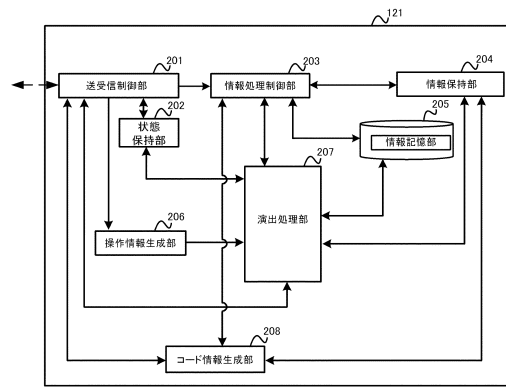 121
201
送受信制御部
203
情報処理制御部
204
情報保持部
202
状態
保持部
205
情報記憶部
207
演出処理部
206
操作情報生成部
208
コード情報生成部